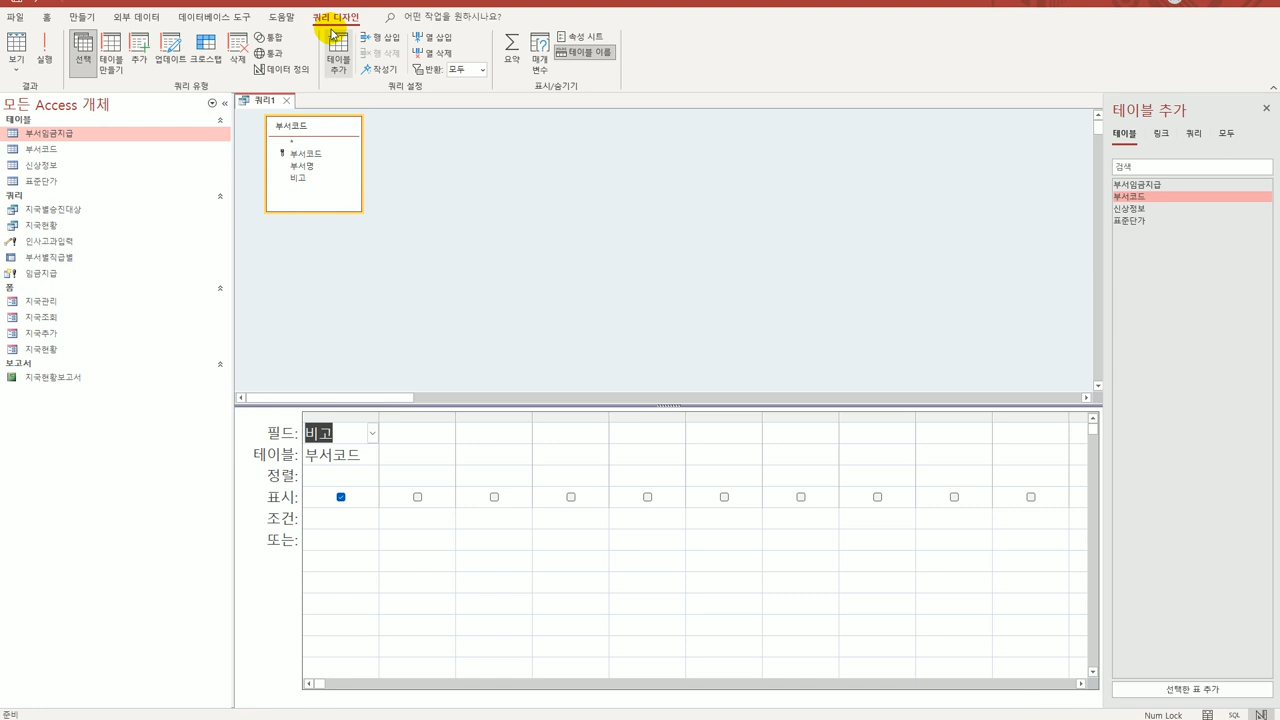 파일 홈 만들기 외부 데이터 데이터베이스 도구 도움말 쿼리 디자인 어떤 작업을 원하시나요?
보기 실행 선택 테이블 만들기 추가 업데이트 크로스탭 삭제 통합 통과 데이터 정의 테이블 추가 행 삽입 행 삭제 작성기 열 삽입 열 삭제 반환: 모두 요약 매개 변수 속성 시트 테이블 이름
결과 쿼리 유형 쿼리 설정 표시/숨기기
모든 Access 개체
테이블
부서임금지급
부서코드
신상정보
표준단가
쿼리
지국별승진대상
지국현황
인사고과입력
부서별직급별
임금지급
폼
지국관리
지국조회
지국추가
지국현황
보고서
지국현황보고서
쿼리1
부서코드
*
부서코드
부서명
비고
필드: 비고
테이블: 부서코드
정렬:
표시:
조건:
또는:
테이블 추가
테이블 링크 쿼리 모두
검색
부서임금지급
부서코드
신상정보
표준단가
선택한 표 추가
준비 Num Lock SQL